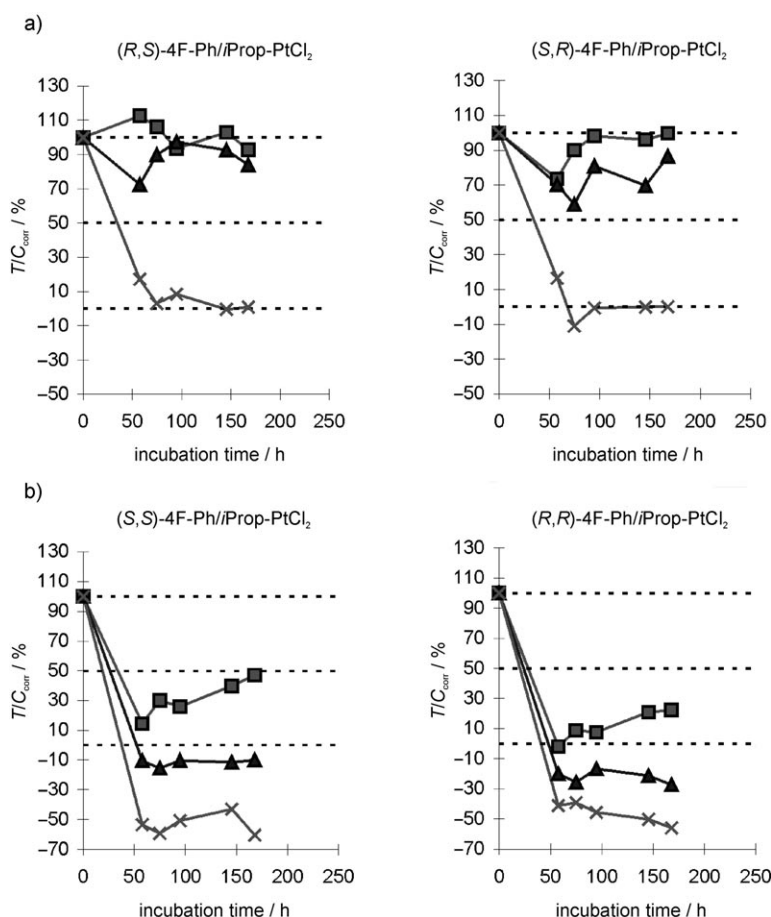 a)
(R,S)-4F-Ph/iProp-PtCl₂
130
110
90
70
50
30
10
−10
−30
−50
T/C_corr / %
0 50 100 150 200 250
incubation time / h
(S,R)-4F-Ph/iProp-PtCl₂
130
110
90
70
50
30
10
−10
−30
−50
T/C_corr / %
0 50 100 150 200 250
incubation time / h
b)
(S,S)-4F-Ph/iProp-PtCl₂
130
110
90
70
50
30
10
−10
−30
−50
−70
T/C_corr / %
0 50 100 150 200 250
incubation time / h
(R,R)-4F-Ph/iProp-PtCl₂
130
110
90
70
50
30
10
−10
−30
−50
−70
T/C_corr / %
0 50 100 150 200 250
incubation time / h